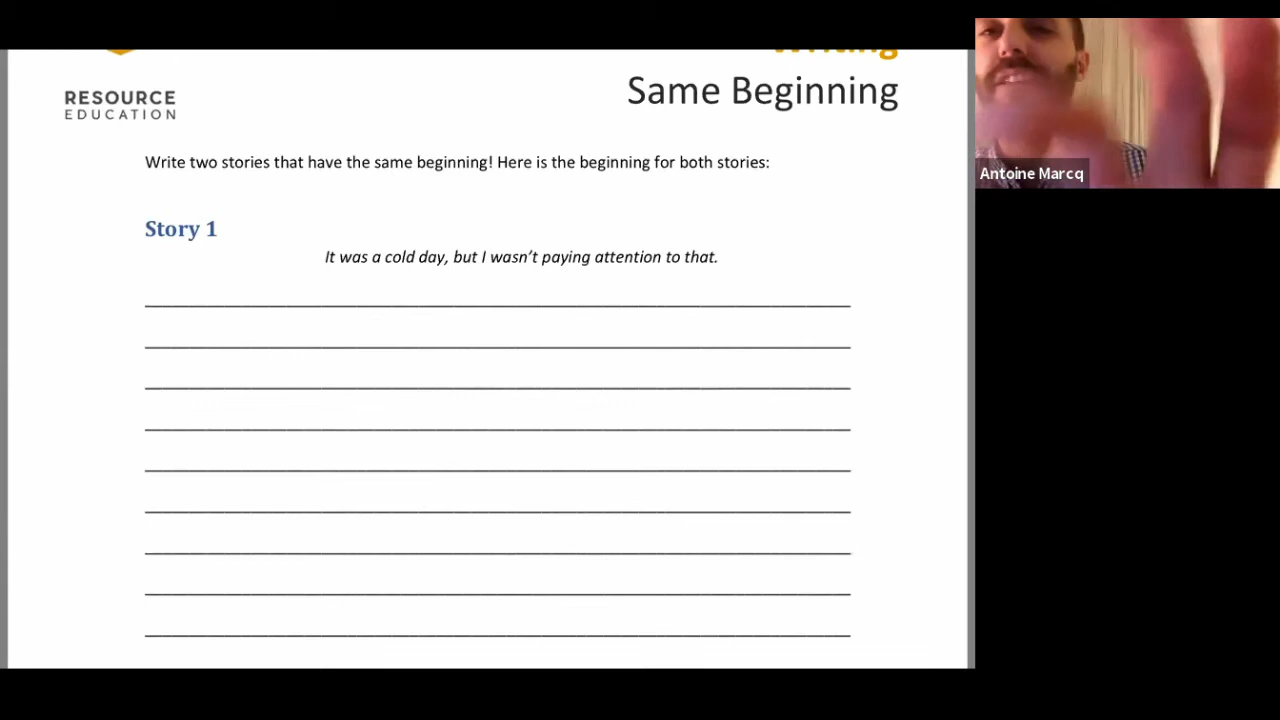 RESOURCE
EDUCATION
Writing
Same Beginning
Write two stories that have the same beginning! Here is the beginning for both stories:
Story 1
It was a cold day, but I wasn't paying attention to that.
Antoine Marcq